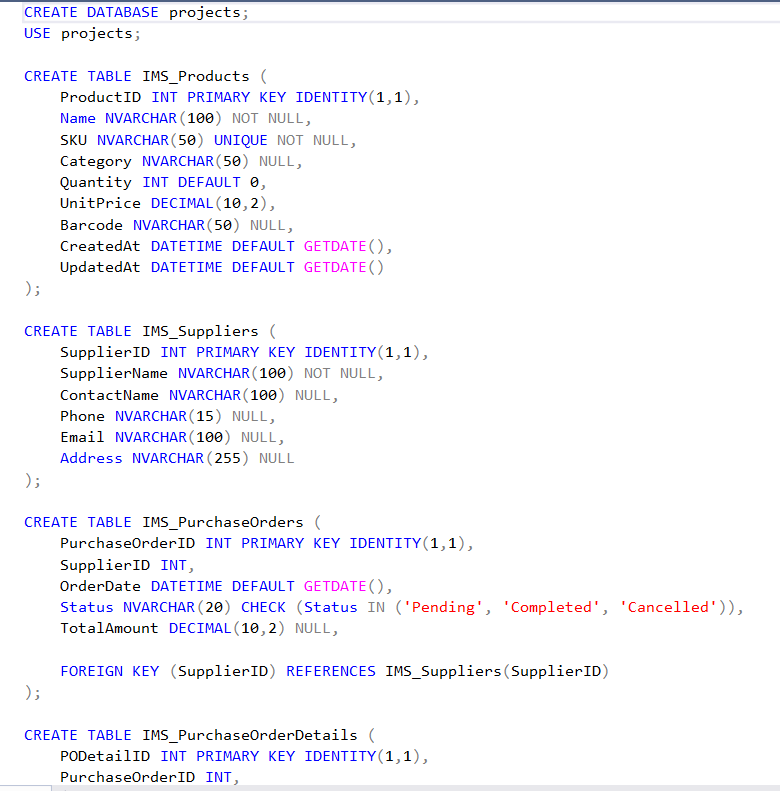 CREATE DATABASE projects;
USE projects;
CREATE TABLE IMS_Products (
ProductID INT PRIMARY KEY IDENTITY(1,1),
Name NVARCHAR(100) NOT NULL,
SKU NVARCHAR(50) UNIQUE NOT NULL,
Category NVARCHAR(50) NULL,
Quantity INT DEFAULT 0,
UnitPrice DECIMAL(10,2),
Barcode NVARCHAR(50) NULL,
CreatedAt DATETIME DEFAULT GETDATE(),
UpdatedAt DATETIME DEFAULT GETDATE()
);
CREATE TABLE IMS_Suppliers (
SupplierID INT PRIMARY KEY IDENTITY(1,1),
SupplierName NVARCHAR(100) NOT NULL,
ContactName NVARCHAR(100) NULL,
Phone NVARCHAR(15) NULL,
Email NVARCHAR(100) NULL,
Address NVARCHAR(255) NULL
);
CREATE TABLE IMS_PurchaseOrders (
PurchaseOrderID INT PRIMARY KEY IDENTITY(1,1),
SupplierID INT,
OrderDate DATETIME DEFAULT GETDATE(),
Status NVARCHAR(20) CHECK (Status IN ('Pending', 'Completed', 'Cancelled')),
TotalAmount DECIMAL(10,2) NULL,
FOREIGN KEY (SupplierID) REFERENCES IMS_Suppliers(SupplierID)
);
CREATE TABLE IMS_PurchaseOrderDetails (
PODetailID INT PRIMARY KEY IDENTITY(1,1),
PurchaseOrderID INT,